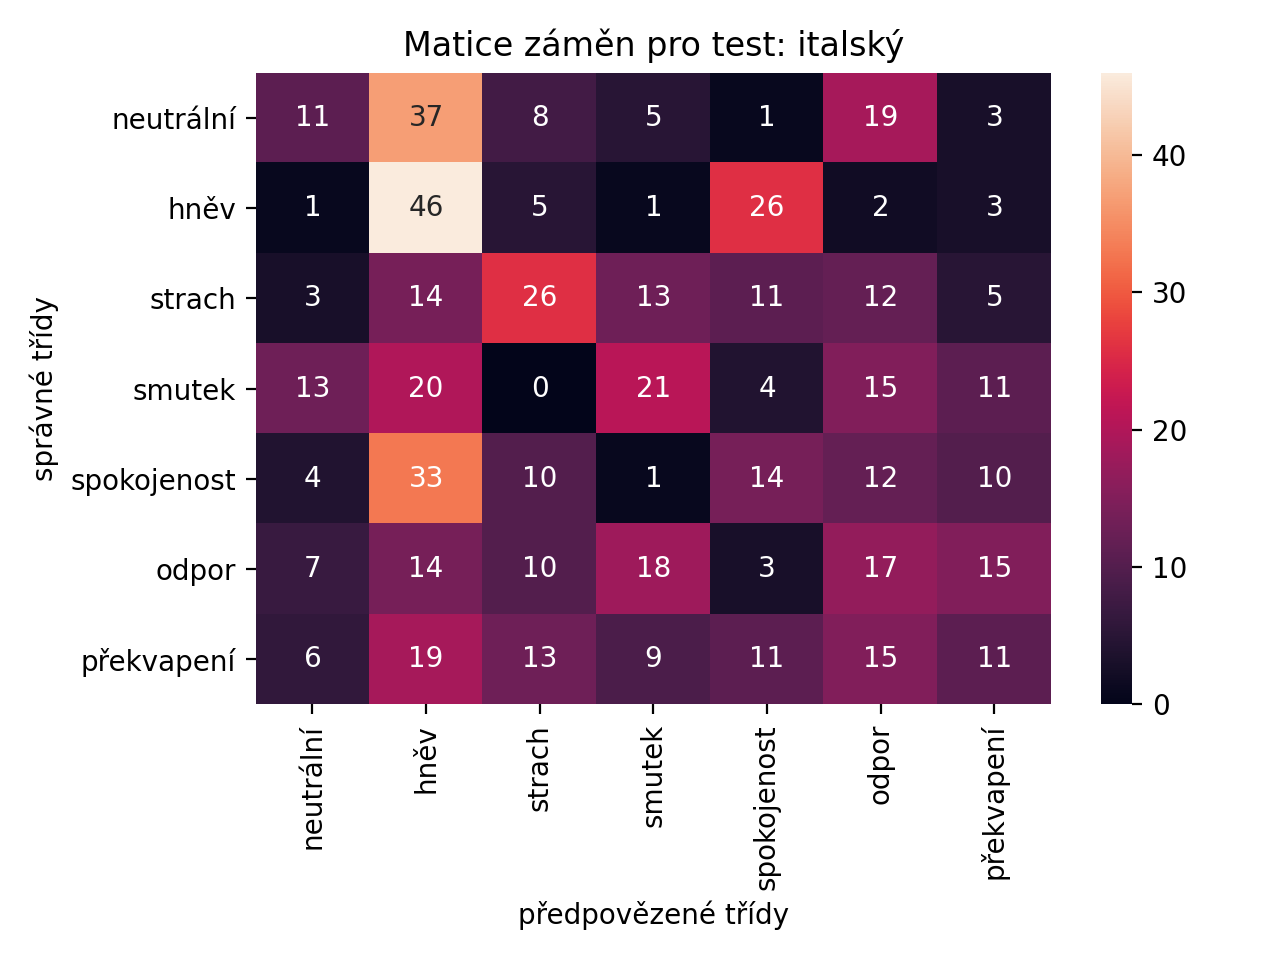 Matice záměn pro test: italský
správné třídy
neutrální 11 37 8 5 1 19 3
hněv 1 46 5 1 26 2 3
strach 3 14 26 13 11 12 5
smutek 13 20 0 21 4 15 11
spokojenost 4 33 10 1 14 12 10
odpor 7 14 10 18 3 17 15
překvapení 6 19 13 9 11 15 11
neutrální hněv strach smutek spokojenost odpor překvapení
předpovězené třídy
40
30
20
10
0